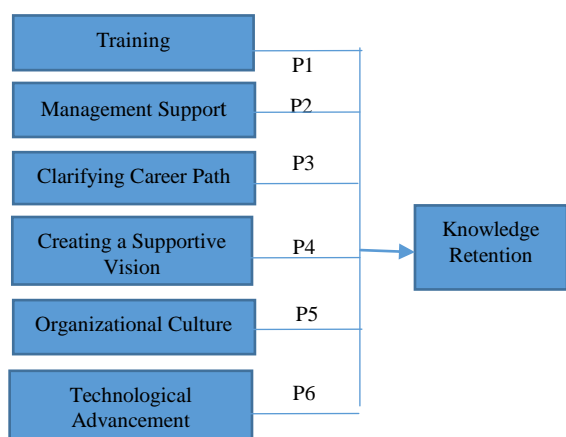 Training
P1
Management Support
P2
Clarifying Career Path
P3
Creating a Supportive
Vision
P4
Organizational Culture
P5
Technological
Advancement
P6
Knowledge
Retention